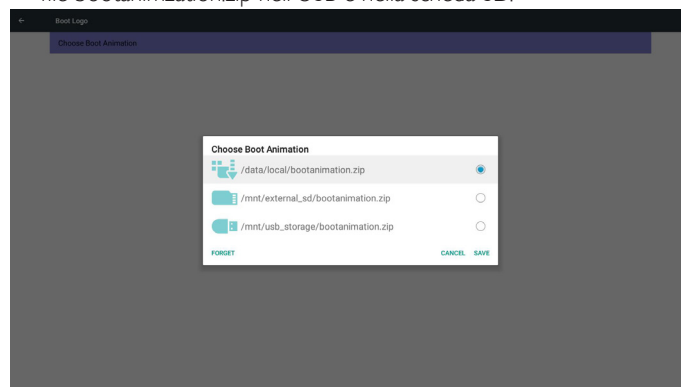 Boot Logo
Choose Boot Animation
Choose Boot Animation
/data/local/bootanimation.zip
/mnt/external_sd/bootanimation.zip
/mnt/usb_storage/bootanimation.zip
FORGET CANCEL SAVE